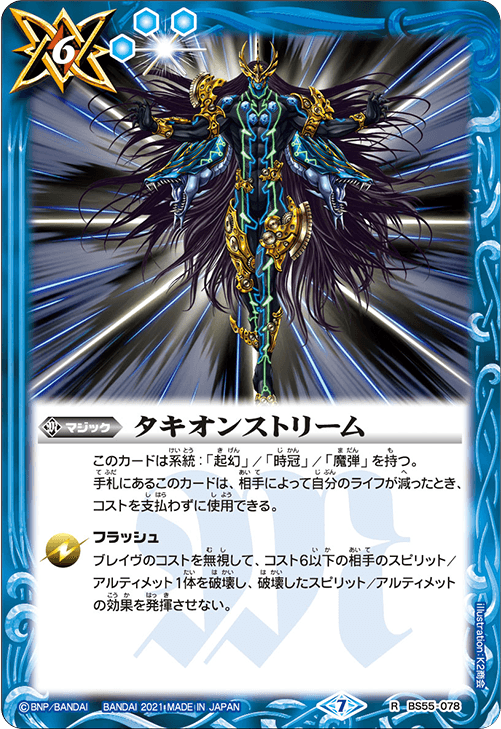 6
マジック
タキオンストリーム
このカードは系統:「起幻」/「時冠」/「魔弾」を持つ。
手札にあるこのカードは、相手によって自分のライフが減ったとき、
コストを支払わずに使用できる。
フラッシュ
ブレイヴのコストを無視して、コスト6以下の相手のスピリット/
アルティメット1体を破壊し、破壊したスピリット/アルティメット
の効果を発揮させない。
illustration:K2商会
©BNP/BANDAI BANDAI 2021 MADE IN JAPAN 7 R BS55-078